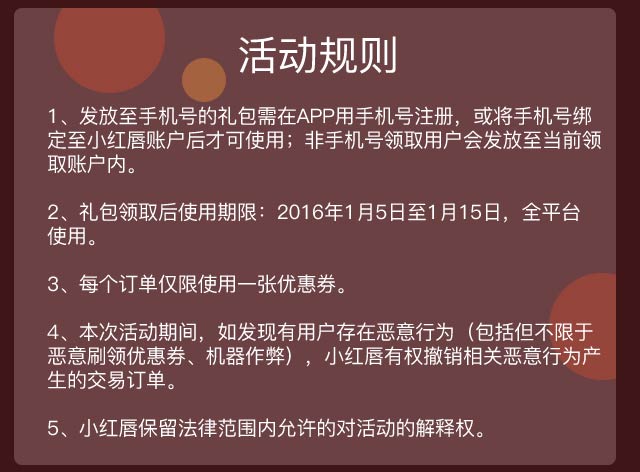 活动规则
1、发放至手机号的礼包需在APP用手机号注册，或将手机号绑
定至小红唇账户后才可使用；非手机号领取用户会发放至当前领
取账户内。
2、礼包领取后使用期限：2016年1月5日至1月15日，全平台
使用。
3、每个订单仅限使用一张优惠券。
4、本次活动期间，如发现有用户存在恶意行为（包括但不限于
恶意刷领优惠券、机器作弊），小红唇有权撤销相关恶意行为产
生的交易订单。
5、小红唇保留法律范围内允许的对活动的解释权。